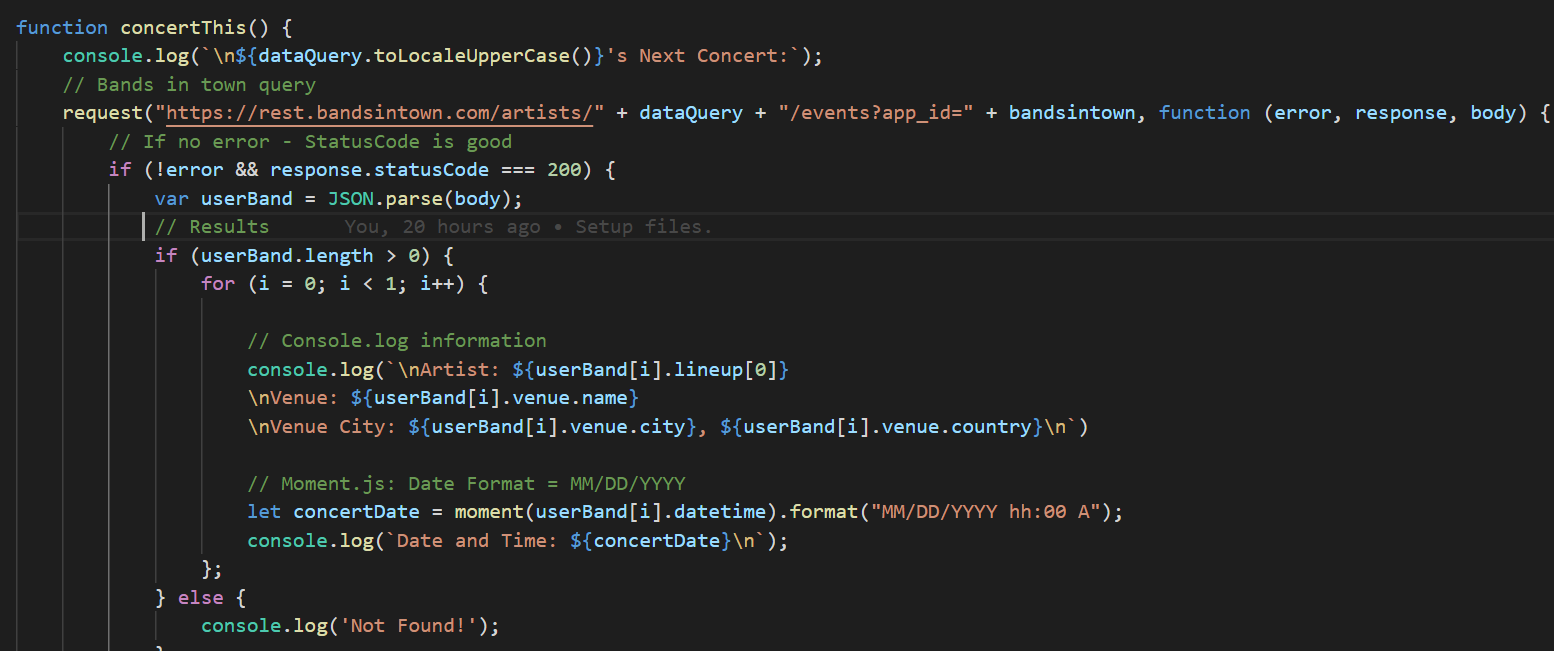 function concertThis() {
    console.log(`\n${dataQuery.toLocaleUpperCase()}'s Next Concert:`);
    // Bands in town query
    request("https://rest.bandsintown.com/artists/" + dataQuery + "/events?app_id=" + bandsintown, function (error, response, body) {
        // If no error - StatusCode is good
        if (!error && response.statusCode === 200) {
            var userBand = JSON.parse(body);
            // Results You, 20 hours ago • Setup files.
            if (userBand.length > 0) {
                for (i = 0; i < 1; i++) {
                    // Console.log information
                    console.log(`\nArtist: ${userBand[i].lineup[0]}
                    \nVenue: ${userBand[i].venue.name}
                    \nVenue City: ${userBand[i].venue.city}, ${userBand[i].venue.country}\n`)
                    // Moment.js: Date Format = MM/DD/YYYY
                    let concertDate = moment(userBand[i].datetime).format("MM/DD/YYYY hh:00 A");
                    console.log(`Date and Time: ${concertDate}\n`);
                };
            } else {
                console.log('Not Found!');